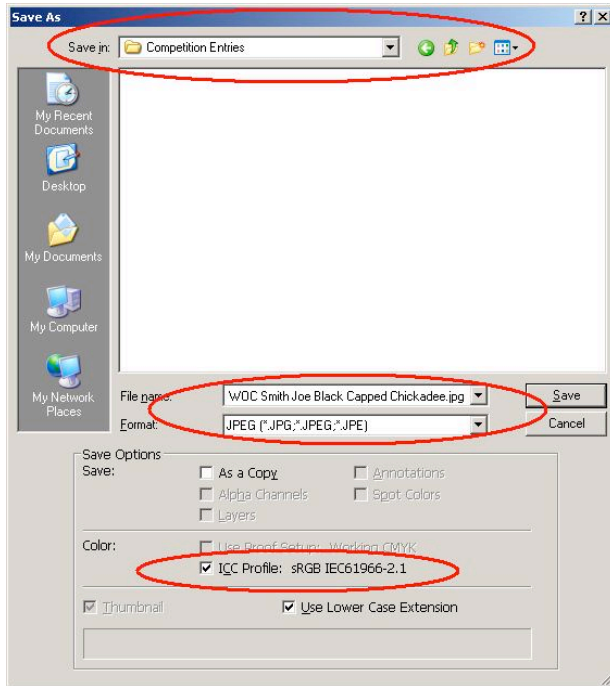 Save As
Save in: Competition Entries
My Recent
Documents
Desktop
My Documents
My Computer
My Network
Places
File name: WOC Smith Joe Black Capped Chickadee.jpg Save
Format: JPEG (*.JPG;*.JPEG;*.JPE) Cancel
Save Options
Save: As a Copy Annotations
Alpha Channels Spot Colors
Layers
Color: Use Proof Setup: Working CMYK
ICC Profile: sRGB IEC61966-2.1
Thumbnail Use Lower Case Extension